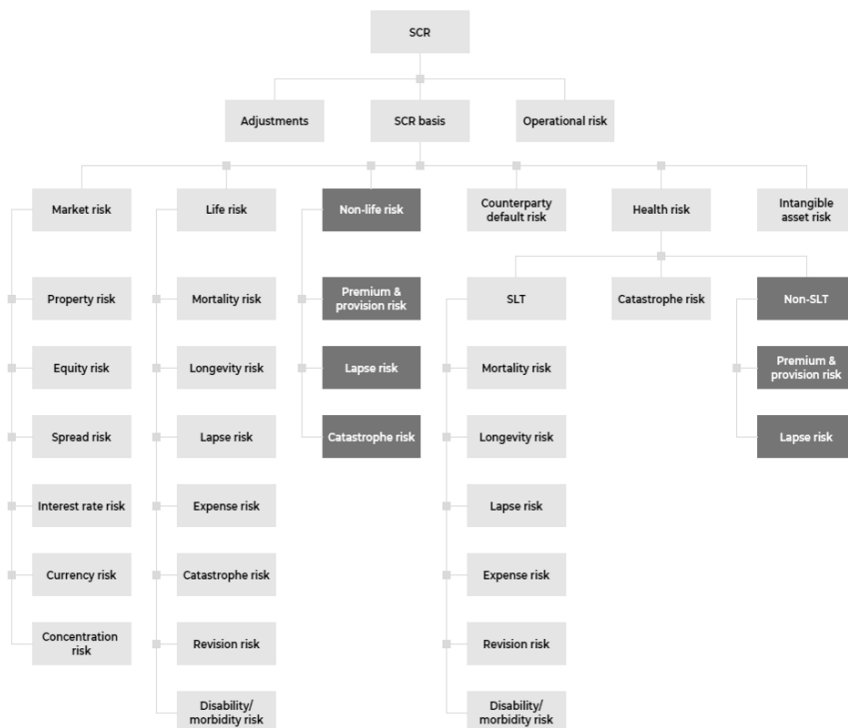 SCR
Adjustments
SCR basis
Operational risk
Market risk
Life risk
Non-life risk
Counterparty
default risk
Health risk
Intangible
asset risk
Property risk
Mortality risk
Premium &
provision risk
SLT
Catastrophe risk
Non-SLT
Equity risk
Longevity risk
Lapse risk
Mortality risk
Premium &
provision risk
Spread risk
Lapse risk
Catastrophe risk
Longevity risk
Lapse risk
Interest rate risk
Expense risk
Lapse risk
Currency risk
Catastrophe risk
Expense risk
Concentration
risk
Revision risk
Revision risk
Disability/
morbidity risk
Disability/
morbidity risk